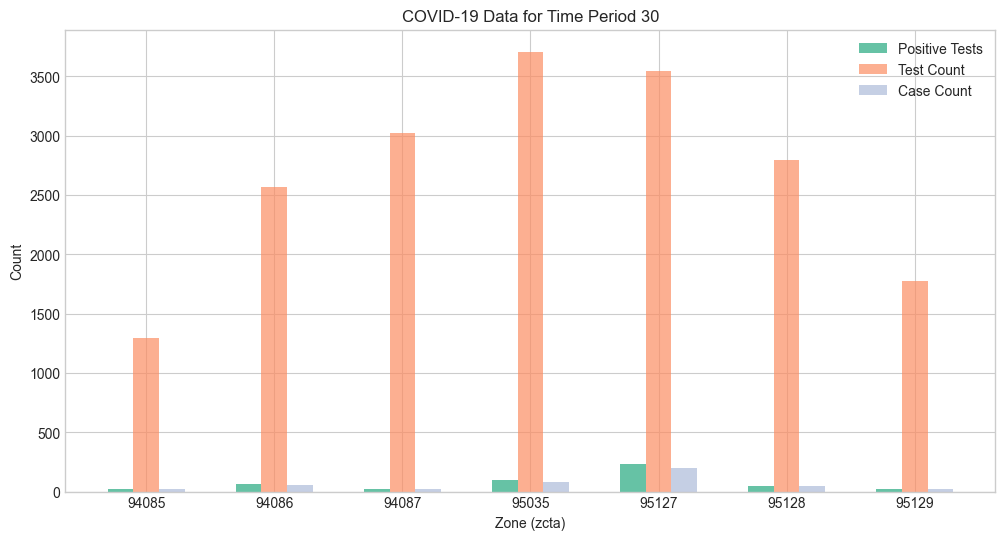 COVID-19 Data for Time Period 30
Positive Tests
Test Count
Case Count
3500
3000
2500
2000
1500
1000
500
0
Count
94085 94086 94087 95035 95127 95128 95129
Zone (zcta)